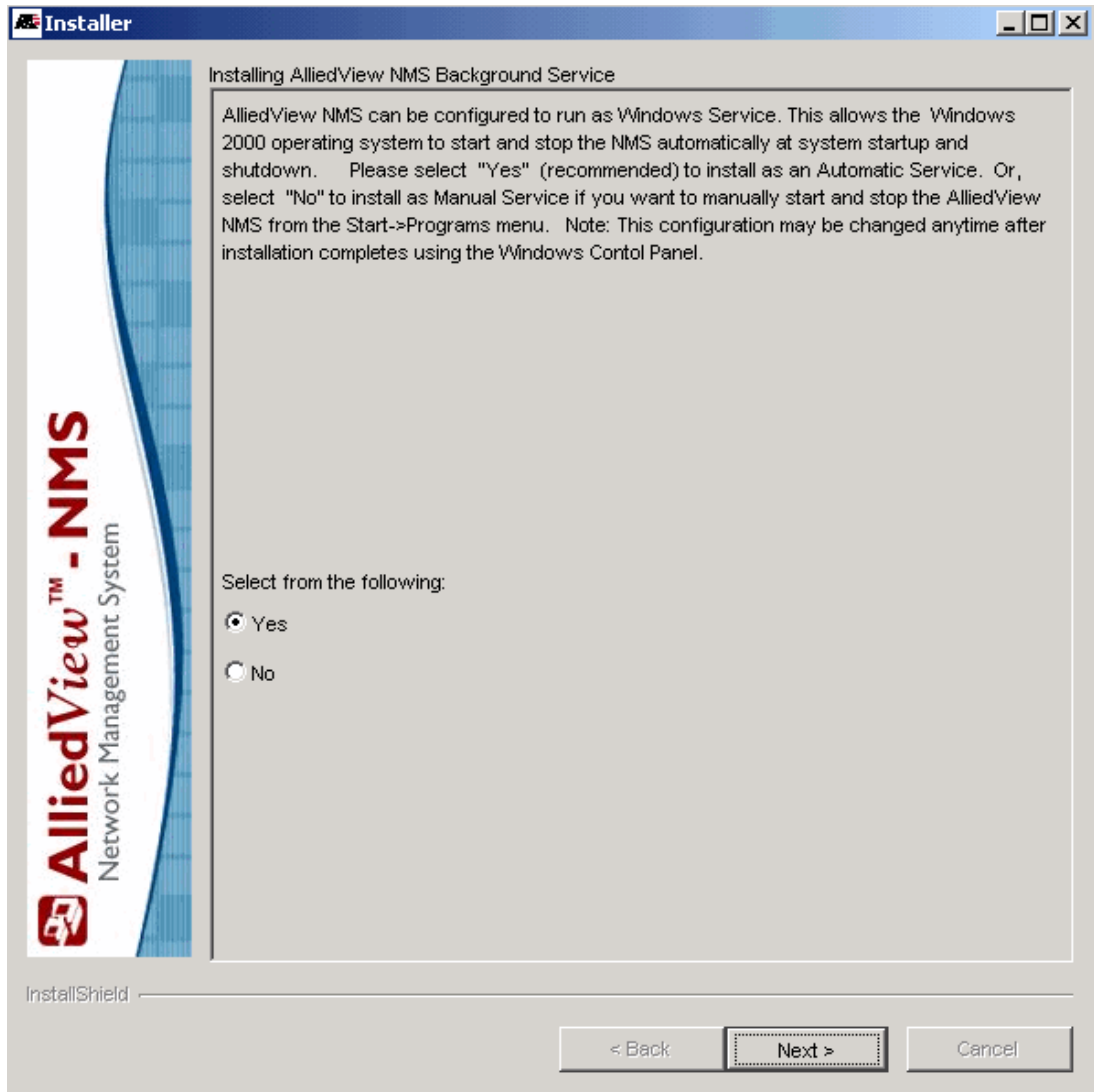 Installer
Installing AlliedView NMS Background Service
AlliedView NMS can be configured to run as Windows Service. This allows the Windows
2000 operating system to start and stop the NMS automatically at system startup and
shutdown. Please select "Yes" (recommended) to install as an Automatic Service. Or,
select "No" to install as Manual Service if you want to manually start and stop the AlliedView
NMS from the Start->Programs menu. Note: This configuration may be changed anytime after
installation completes using the Windows Contol Panel.
Select from the following:
Yes
No
AlliedView™ - NMS
Network Management System
InstallShield
< Back
Next >
Cancel